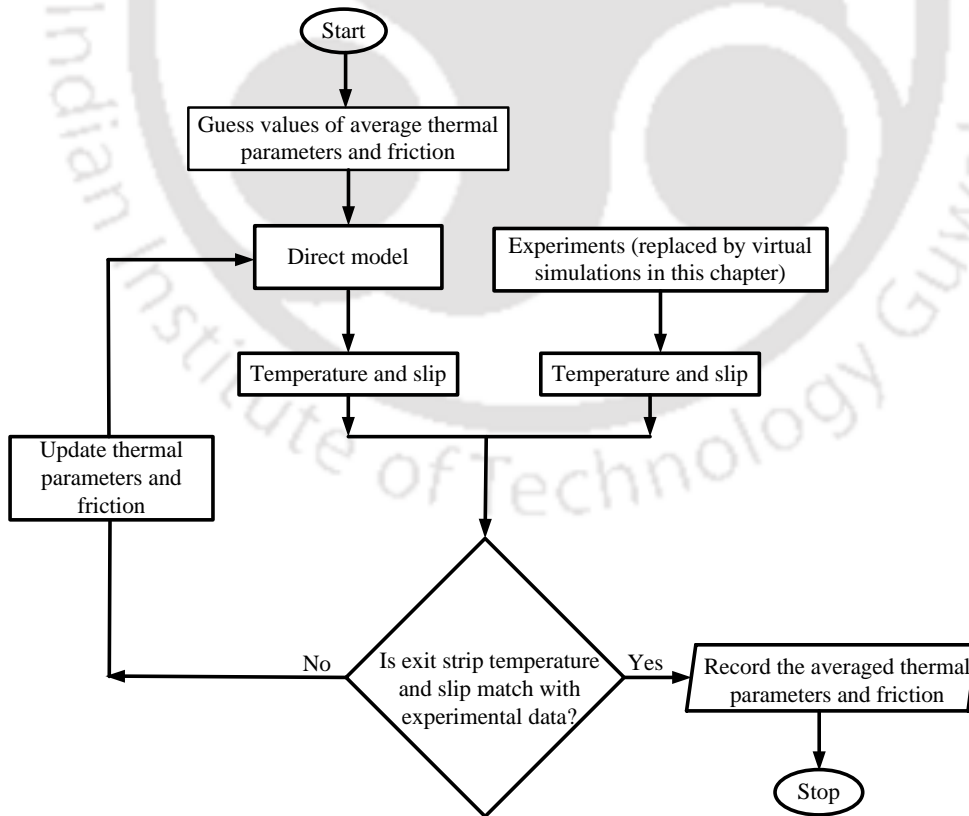 Start
Guess values of average thermal
parameters and friction
Direct model
Experiments (replaced by virtual
simulations in this chapter)
Temperature and slip
Temperature and slip
Update thermal
parameters and
friction
No
Is exit strip temperature
and slip match with
experimental data?
Yes
Record the averaged thermal
parameters and friction
Stop
Indian Institute of Technology